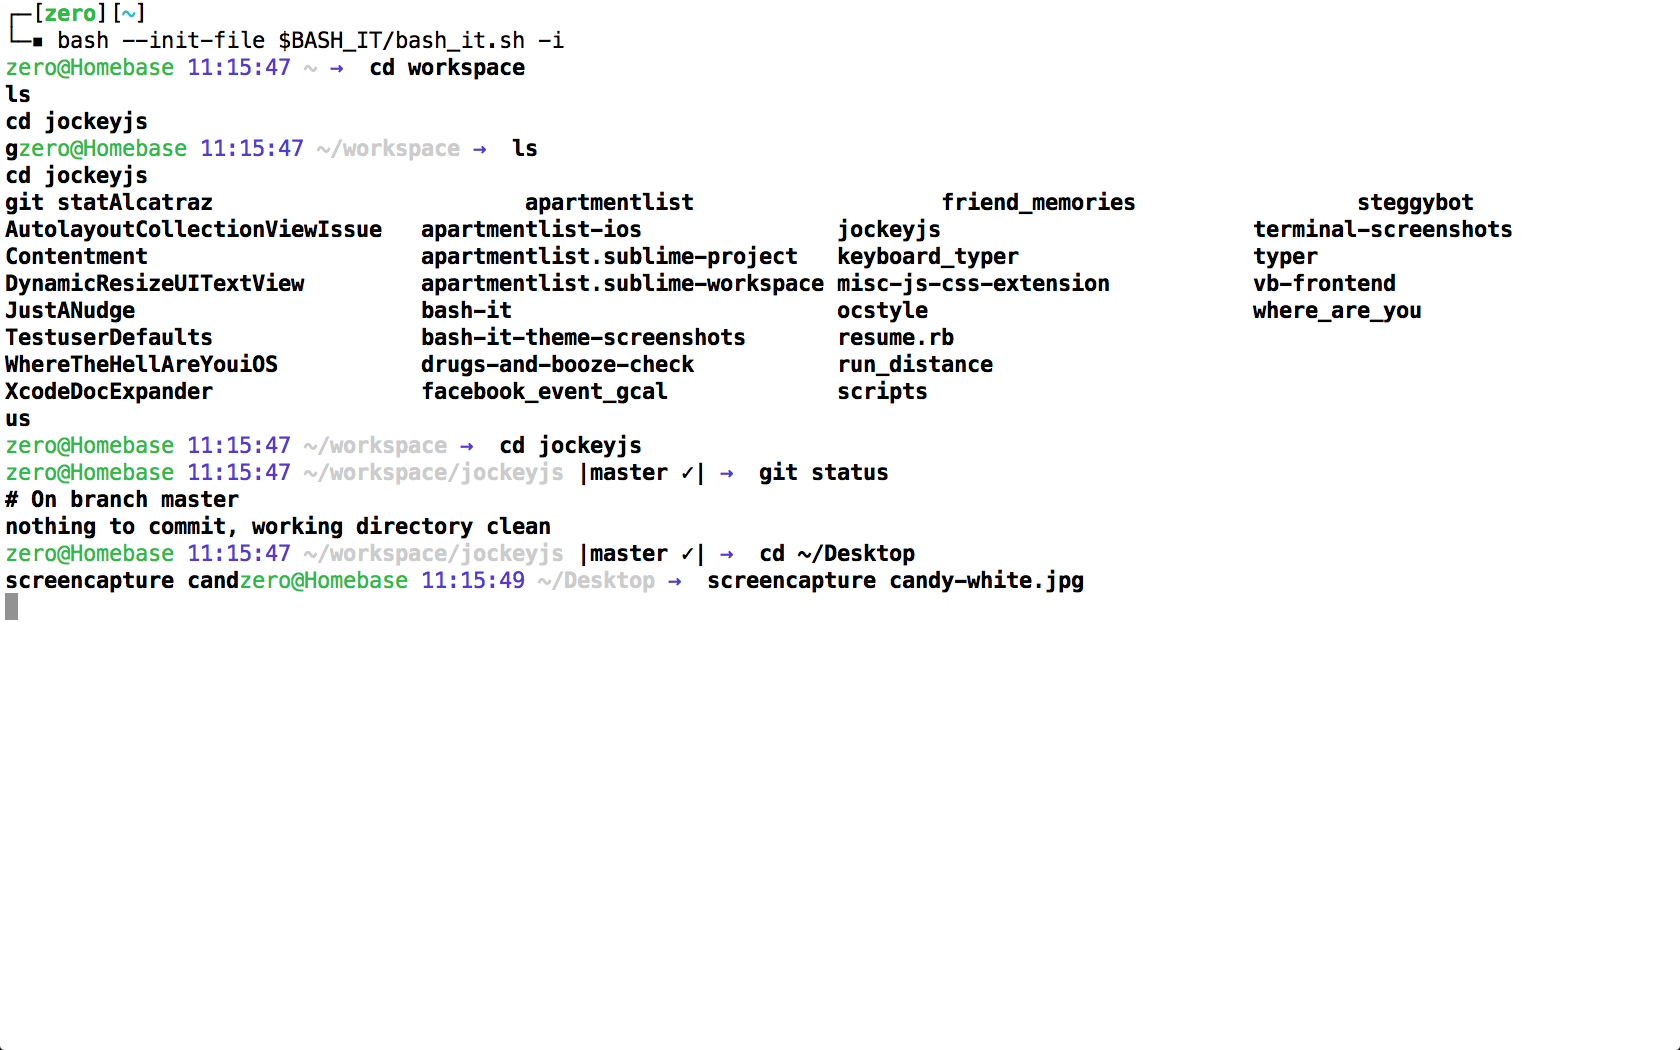 ┌─[zero][~]
└─▪ bash --init-file $BASH_IT/bash_it.sh -i
zero@Homebase 11:15:47 ~ →  cd workspace
ls
cd jockeyjs
gzero@Homebase 11:15:47 ~/workspace →  ls
cd jockeyjs
git statAlcatraz                        apartmentlist                   friend_memories                 steggybot
AutolayoutCollectionViewIssue   apartmentlist-ios               jockeyjs                        terminal-screenshots
Contentment                     apartmentlist.sublime-project   keyboard_typer                  typer
DynamicResizeUITextView         apartmentlist.sublime-workspace misc-js-css-extension           vb-frontend
JustANudge                      bash-it                         ocstyle                         where_are_you
TestuserDefaults                bash-it-theme-screenshots       resume.rb
WhereTheHellAreYouiOS           drugs-and-booze-check           run_distance
XcodeDocExpander                facebook_event_gcal             scripts
us
zero@Homebase 11:15:47 ~/workspace →  cd jockeyjs
zero@Homebase 11:15:47 ~/workspace/jockeyjs |master ✓| →  git status
# On branch master
nothing to commit, working directory clean
zero@Homebase 11:15:47 ~/workspace/jockeyjs |master ✓| →  cd ~/Desktop
screencapture candzero@Homebase 11:15:49 ~/Desktop →  screencapture candy-white.jpg